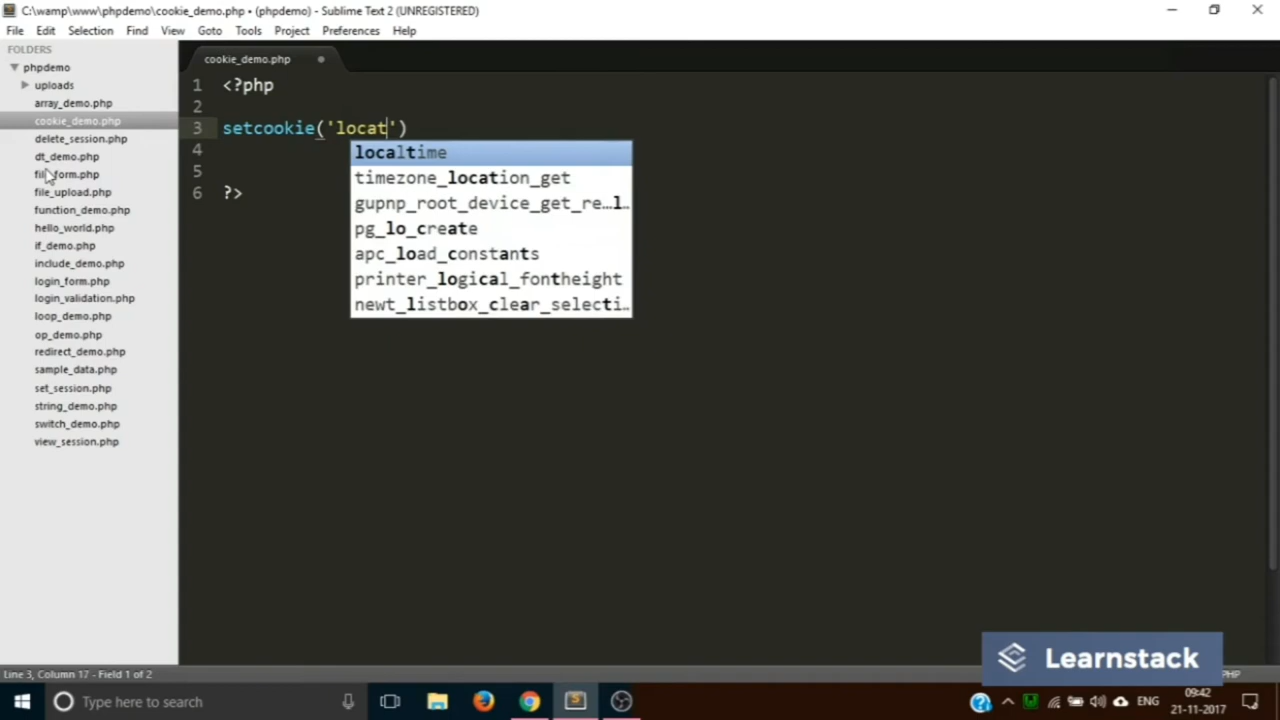 C:\wamp\www\phpdemo\cookie_demo.php • (phpdemo) - Sublime Text 2 (UNREGISTERED)
File Edit Selection Find View Goto Tools Project Preferences Help
FOLDERS
phpdemo
uploads
array_demo.php
cookie_demo.php
delete_session.php
dt_demo.php
file_form.php
file_upload.php
function_demo.php
hello_world.php
if_demo.php
include_demo.php
login_form.php
login_validation.php
loop_demo.php
op_demo.php
redirect_demo.php
sample_data.php
set_session.php
string_demo.php
switch_demo.php
view_session.php
cookie_demo.php
1 <?php
2
3 setcookie('locat')
4
5
6 ?>
localtime
timezone_location_get
gupnp_root_device_get_re…l…
pg_lo_create
apc_load_constants
printer_logical_fontheight
newt_listbox_clear_selecti…
Learnstack
Line 3, Column 17 - Field 1 of 2
PHP
Type here to search
ENG
09:42
21-11-2017